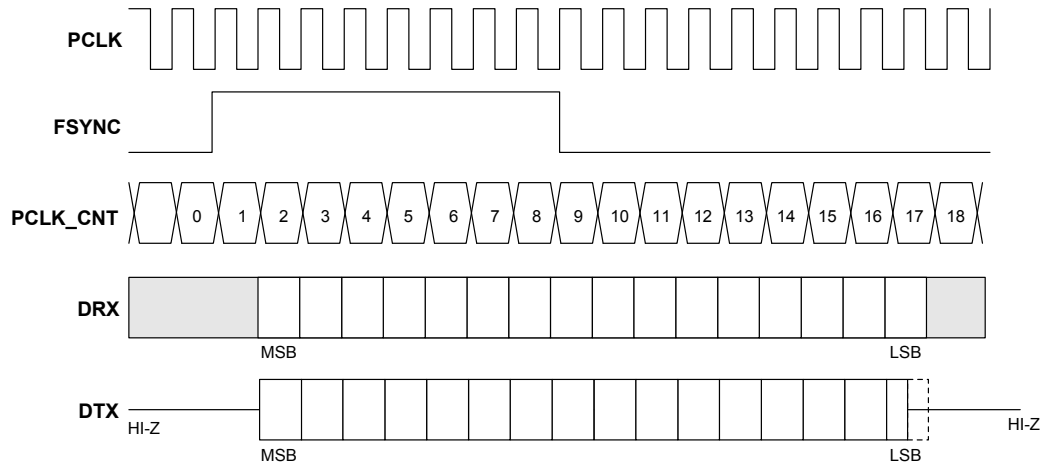 PCLK
FSYNC
PCLK_CNT 0 1 2 3 4 5 6 7 8 9 10 11 12 13 14 15 16 17 18
DRX
MSB LSB
DTX
HI-Z HI-Z
MSB LSB